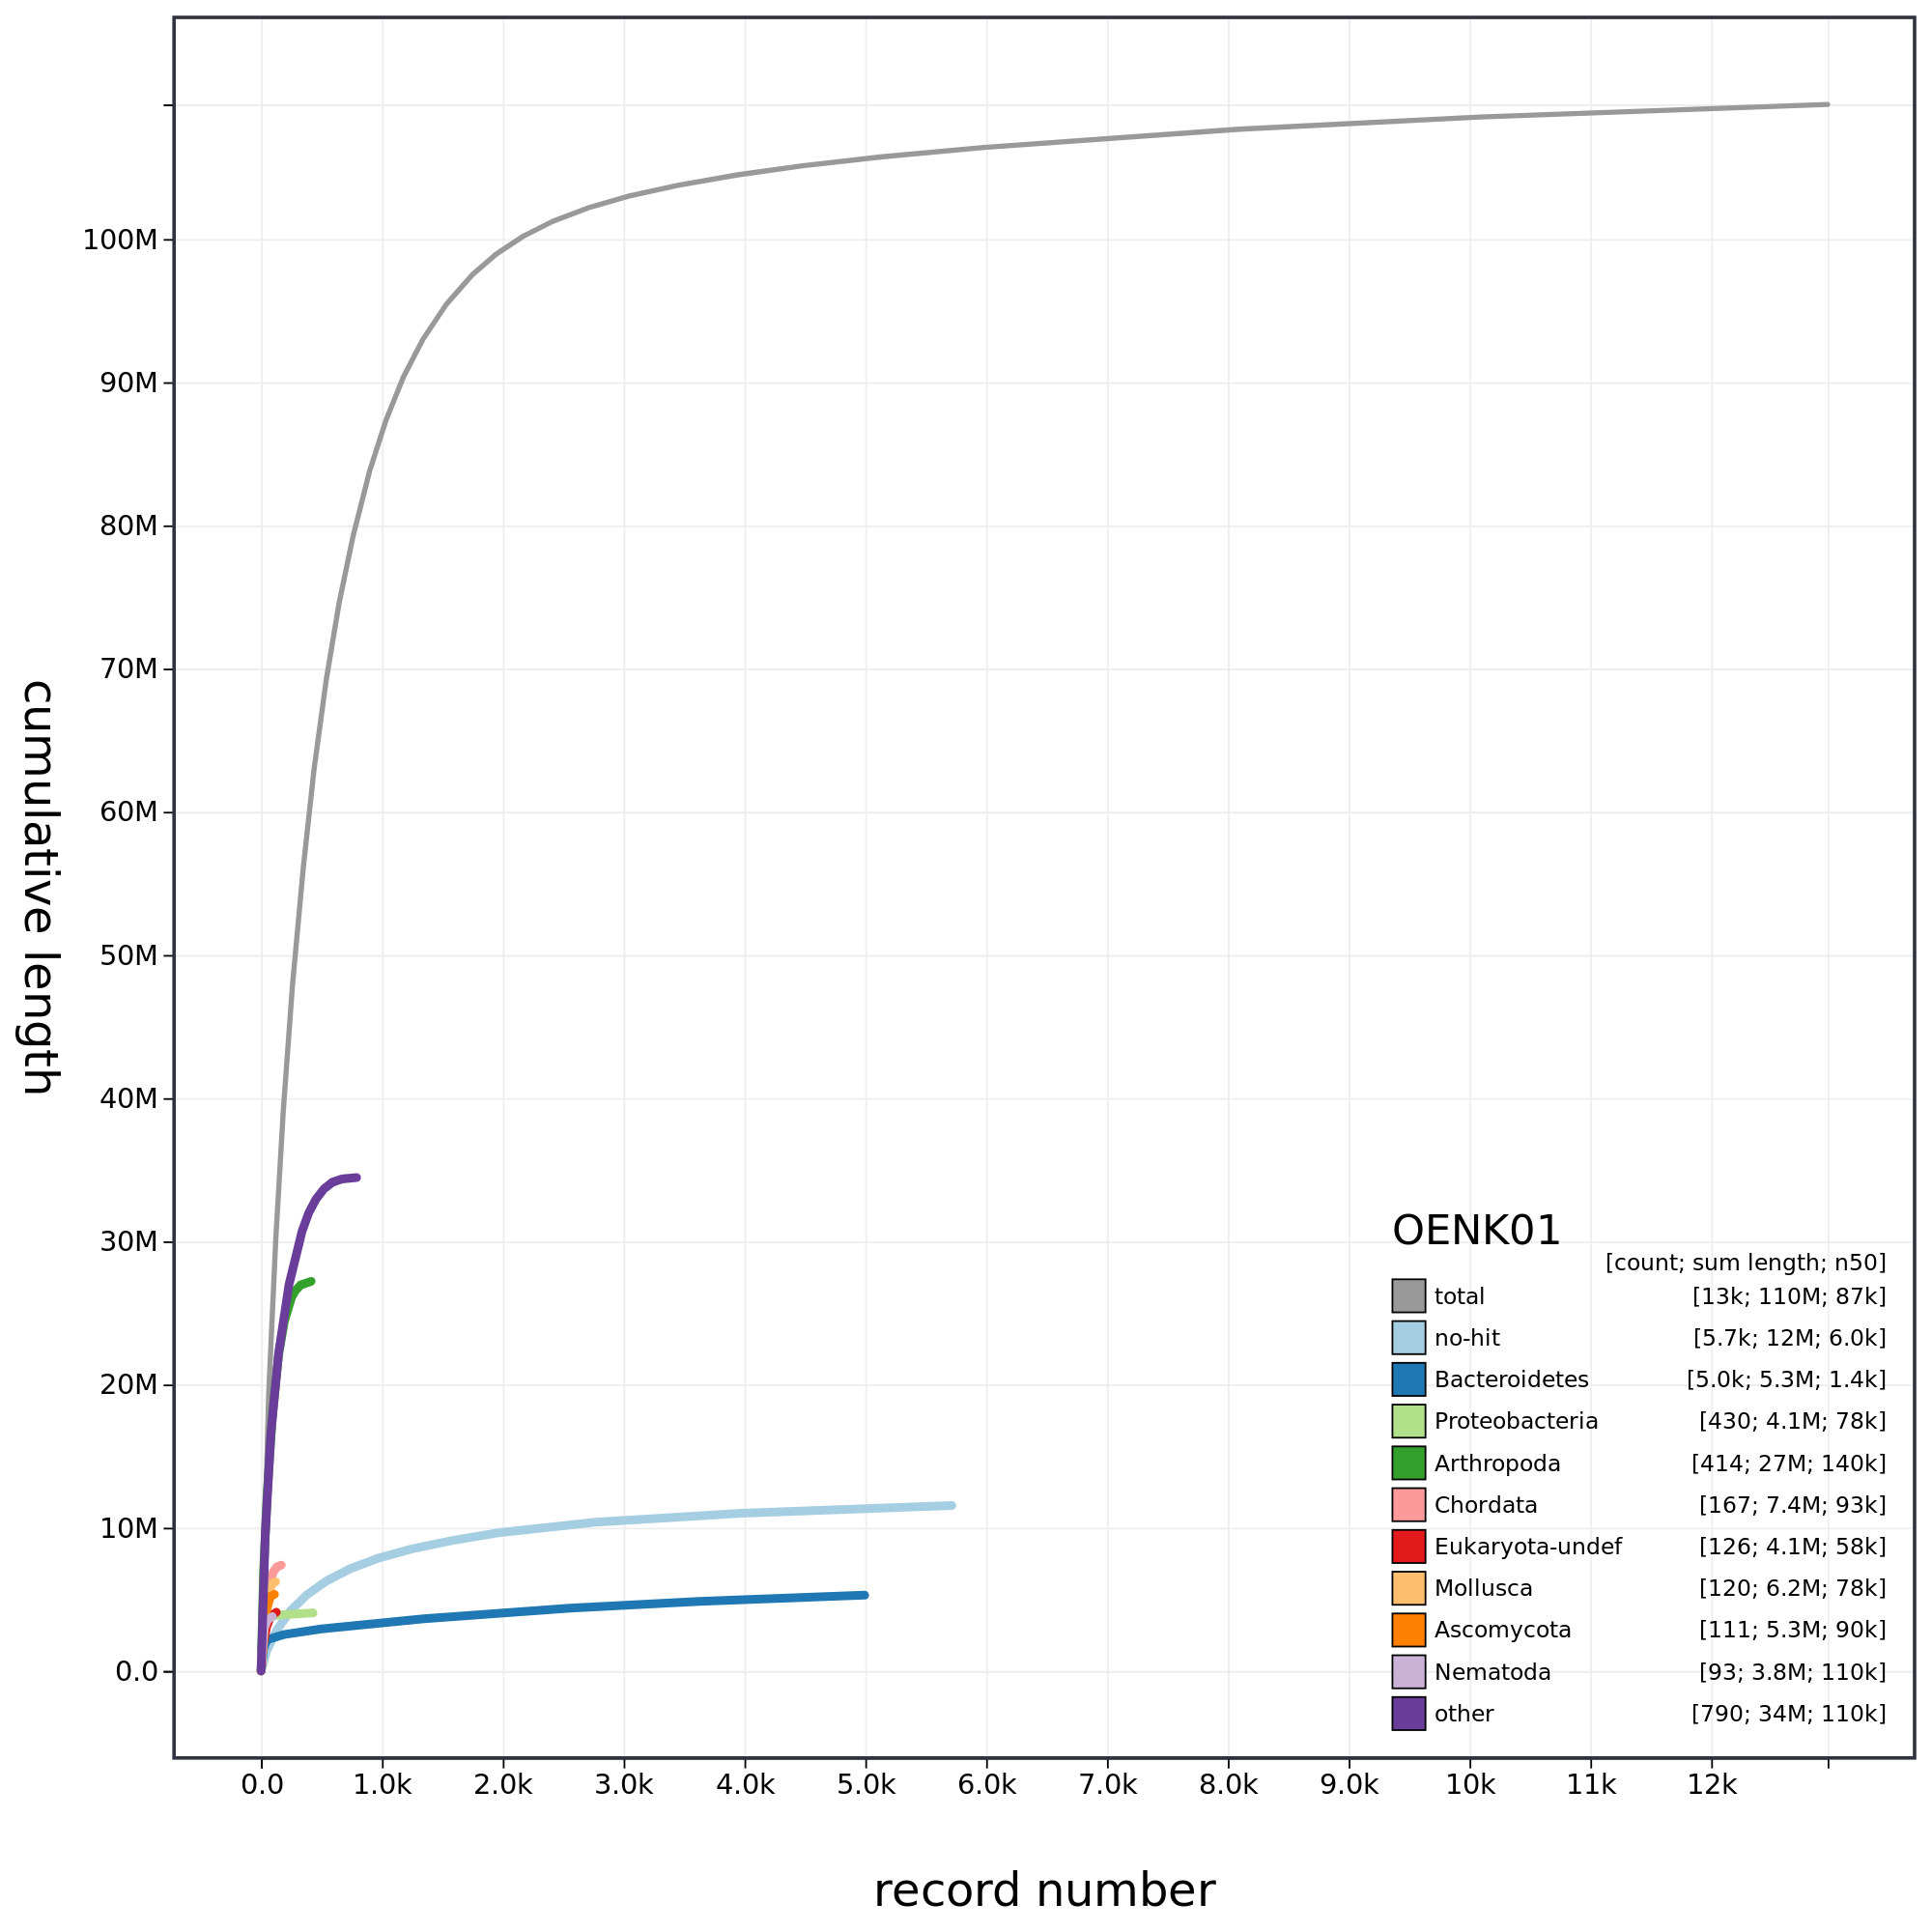 100M
90M
80M
70M
60M
50M
40M
30M
20M
10M
0.0
cumulative length
OENK01
[count; sum length; n50]
total [13k; 110M; 87k]
no-hit [5.7k; 12M; 6.0k]
Bacteroidetes [5.0k; 5.3M; 1.4k]
Proteobacteria [430; 4.1M; 78k]
Arthropoda [414; 27M; 140k]
Chordata [167; 7.4M; 93k]
Eukaryota-undef [126; 4.1M; 58k]
Mollusca [120; 6.2M; 78k]
Ascomycota [111; 5.3M; 90k]
Nematoda [93; 3.8M; 110k]
other [790; 34M; 110k]
0.0 1.0k 2.0k 3.0k 4.0k 5.0k 6.0k 7.0k 8.0k 9.0k 10k 11k 12k
record number